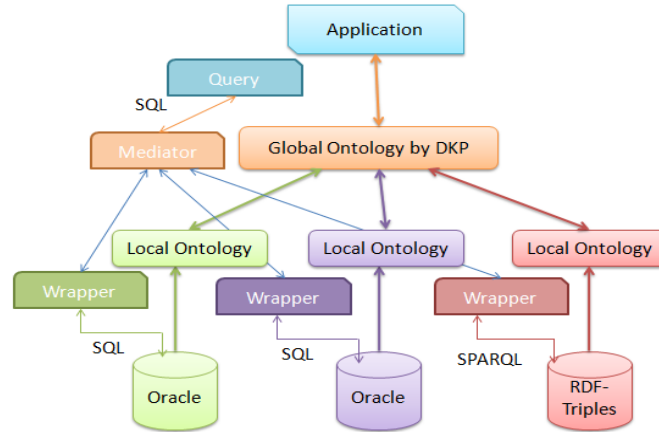 Application
Query
SQL
Mediator
Global Ontology by DKP
Local Ontology
Local Ontology
Local Ontology
Wrapper
Wrapper
Wrapper
SQL
SQL
SPARQL
Oracle
Oracle
RDF-
Triples